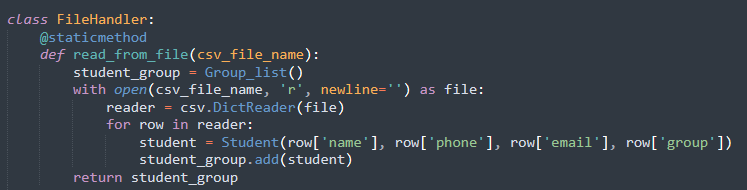 class FileHandler:
    @staticmethod
    def read_from_file(csv_file_name):
        student_group = Group_list()
        with open(csv_file_name, 'r', newline='') as file:
            reader = csv.DictReader(file)
            for row in reader:
                student = Student(row['name'], row['phone'], row['email'], row['group'])
                student_group.add(student)
        return student_group